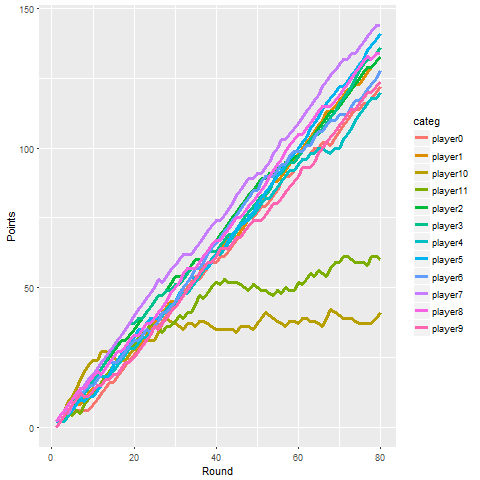 150
100
50
0
Points
0
20
40
60
80
Round
categ
player0
player1
player10
player11
player2
player3
player4
player5
player6
player7
player8
player9